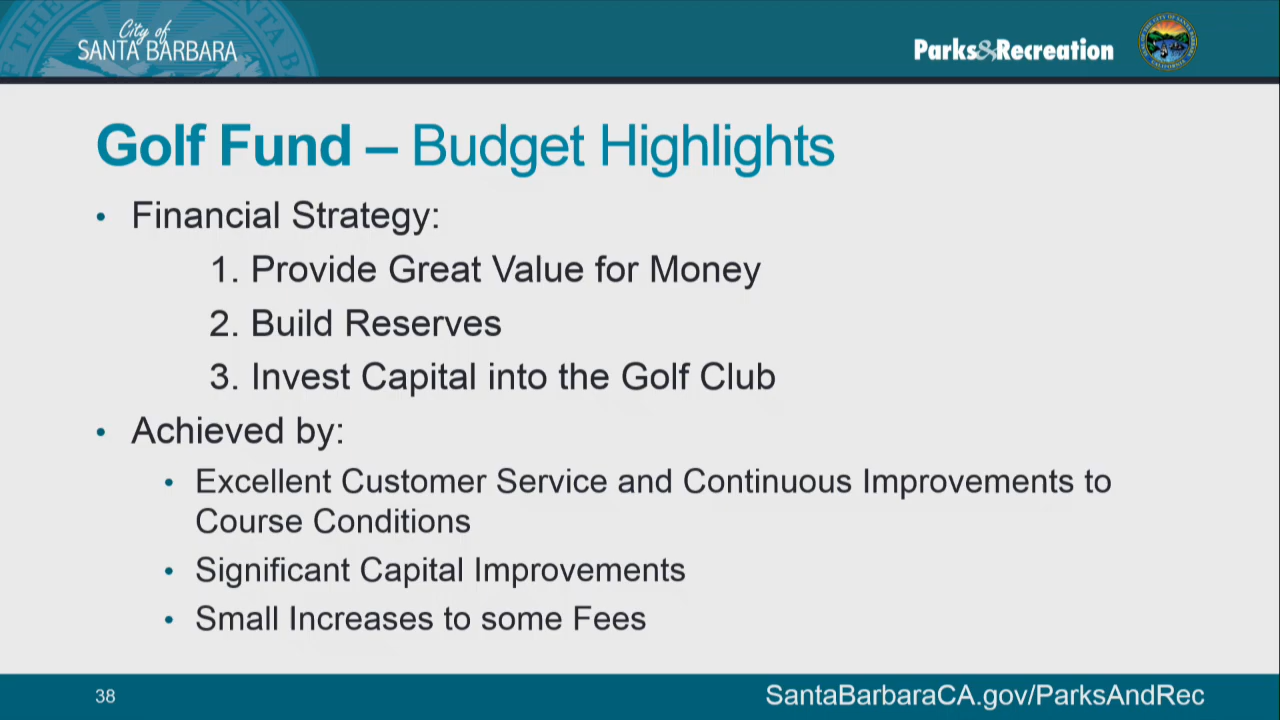 City of
SANTA BARBARA
Parks&Recreation
Golf Fund – Budget Highlights
• Financial Strategy:
1. Provide Great Value for Money
2. Build Reserves
3. Invest Capital into the Golf Club
• Achieved by:
• Excellent Customer Service and Continuous Improvements to
Course Conditions
• Significant Capital Improvements
• Small Increases to some Fees
38
SantaBarbaraCA.gov/ParksAndRec